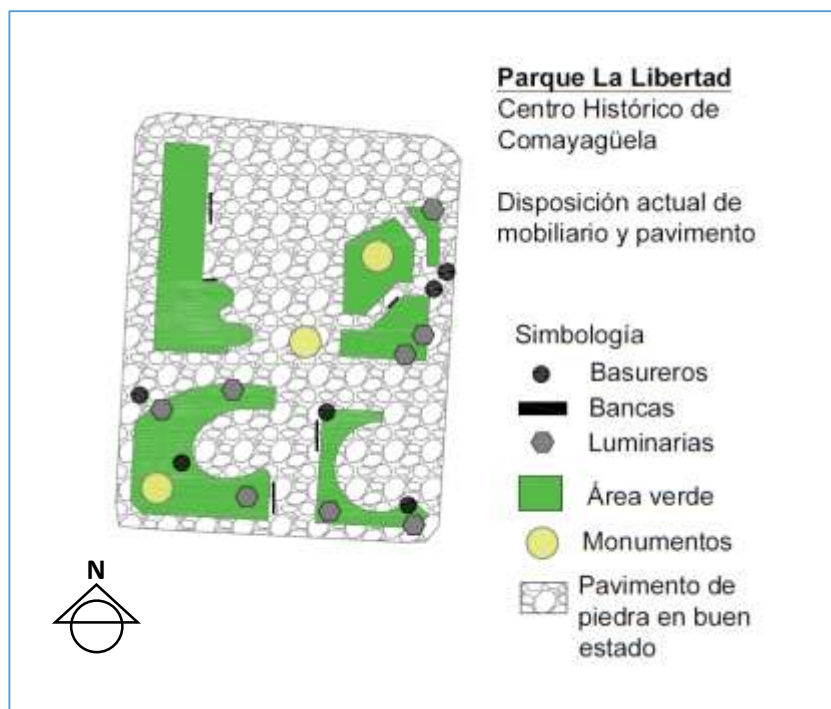 Parque La Libertad
Centro Histórico de
Comayagüela
Disposición actual de
mobiliario y pavimento
Simbología
Basureros
Bancas
Luminarias
Área verde
Monumentos
Pavimento de
piedra en buen
estado
N